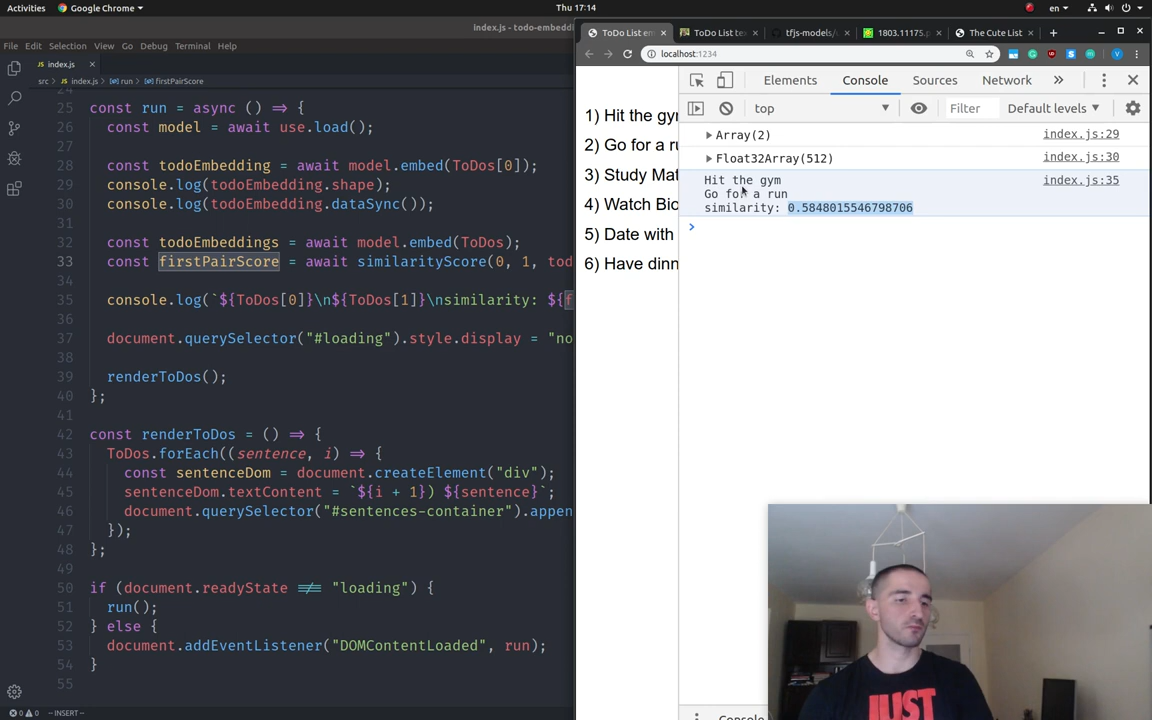 Activities
Google Chrome
Thu 17:14
en
index.js - todo-embeddi
File Edit Selection View Go Debug Terminal Help
index.js
src > index.js > run > firstPairScore
24
25 const run = async () => {
26 const model = await use.load();
27
28 const todoEmbedding = await model.embed(ToDos[0]);
29 console.log(todoEmbedding.shape);
30 console.log(todoEmbedding.dataSync());
31
32 const todoEmbeddings = await model.embed(ToDos);
33 const firstPairScore = await similarityScore(0, 1, tod
34
35 console.log(`${ToDos[0]}\n${ToDos[1]}\nsimilarity: ${f
36
37 document.querySelector("#loading").style.display = "no
38
39 renderToDos();
40 };
41
42 const renderToDos = () => {
43 ToDos.forEach((sentence, i) => {
44 const sentenceDom = document.createElement("div");
45 sentenceDom.textContent = `${i + 1}) ${sentence}`;
46 document.querySelector("#sentences-container").appen
47 });
48 };
49
50 if (document.readyState !== "loading") {
51 run();
52 } else {
53 document.addEventListener("DOMContentLoaded", run);
54 }
55
0 0 --INSERT--
ToDo List em
ToDo List te
tfjs-models/
1803.11175.p
The Cute List
localhost:1234
1) Hit the gy
2) Go for a ru
3) Study Mat
4) Watch Bio
5) Date with
6) Have dinn
Elements Console Sources Network
top Filter Default levels
Array(2) index.js:29
Float32Array(512) index.js:30
Hit the gym index.js:35
Go for a run
similarity: 0.5848015546798706
Console
JUST